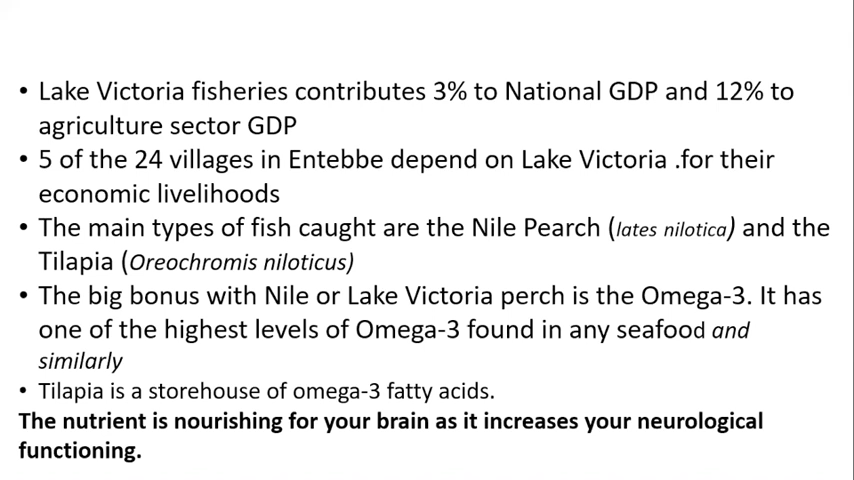 • Lake Victoria fisheries contributes 3% to National GDP and 12% to
agriculture sector GDP
• 5 of the 24 villages in Entebbe depend on Lake Victoria .for their
economic livelihoods
• The main types of fish caught are the Nile Pearch (lates nilotica) and the
Tilapia (Oreochromis niloticus)
• The big bonus with Nile or Lake Victoria perch is the Omega-3. It has
one of the highest levels of Omega-3 found in any seafood and
similarly
• Tilapia is a storehouse of omega-3 fatty acids.
The nutrient is nourishing for your brain as it increases your neurological
functioning.